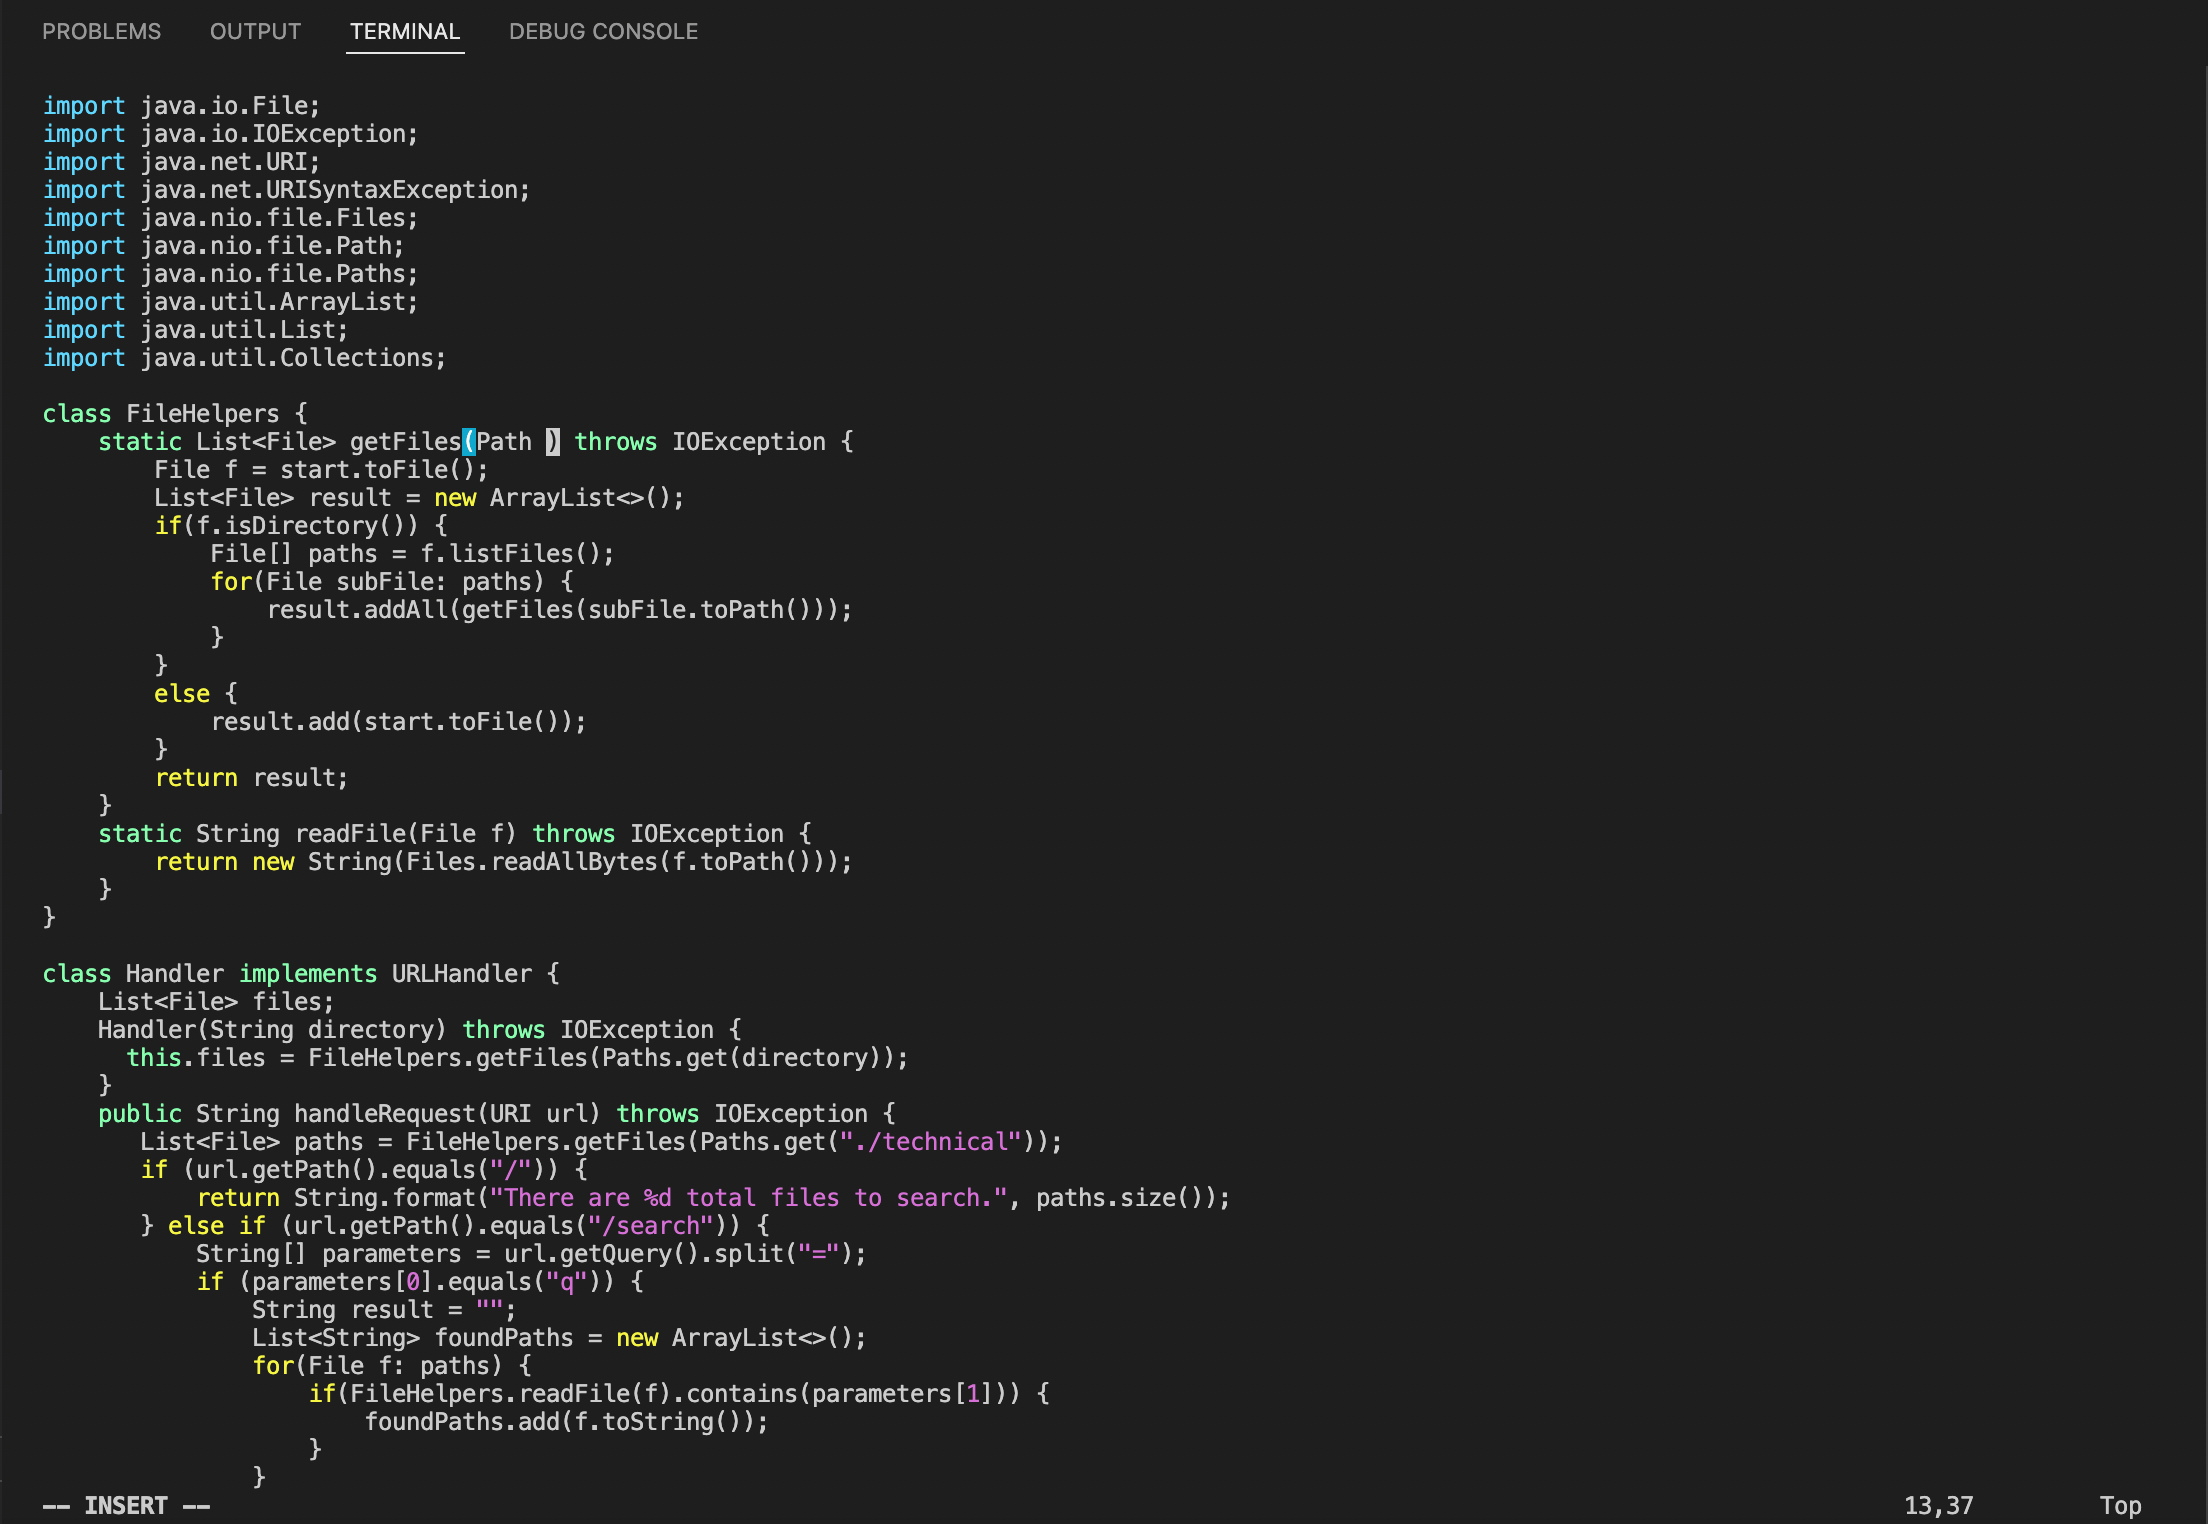 PROBLEMS OUTPUT TERMINAL DEBUG CONSOLE
import java.io.File;
import java.io.IOException;
import java.net.URI;
import java.net.URISyntaxException;
import java.nio.file.Files;
import java.nio.file.Path;
import java.nio.file.Paths;
import java.util.ArrayList;
import java.util.List;
import java.util.Collections;

class FileHelpers {
    static List<File> getFiles(Path ) throws IOException {
        File f = start.toFile();
        List<File> result = new ArrayList<>();
        if(f.isDirectory()) {
            File[] paths = f.listFiles();
            for(File subFile: paths) {
                result.addAll(getFiles(subFile.toPath()));
            }
        }
        else {
            result.add(start.toFile());
        }
        return result;
    }
    static String readFile(File f) throws IOException {
        return new String(Files.readAllBytes(f.toPath()));
    }
}

class Handler implements URLHandler {
    List<File> files;
    Handler(String directory) throws IOException {
      this.files = FileHelpers.getFiles(Paths.get(directory));
    }
    public String handleRequest(URI url) throws IOException {
       List<File> paths = FileHelpers.getFiles(Paths.get("./technical"));
       if (url.getPath().equals("/")) {
           return String.format("There are %d total files to search.", paths.size());
       } else if (url.getPath().equals("/search")) {
           String[] parameters = url.getQuery().split("=");
           if (parameters[0].equals("q")) {
               String result = "";
               List<String> foundPaths = new ArrayList<>();
               for(File f: paths) {
                   if(FileHelpers.readFile(f).contains(parameters[1])) {
                       foundPaths.add(f.toString());
                   }
               }
-- INSERT -- 13,37 Top